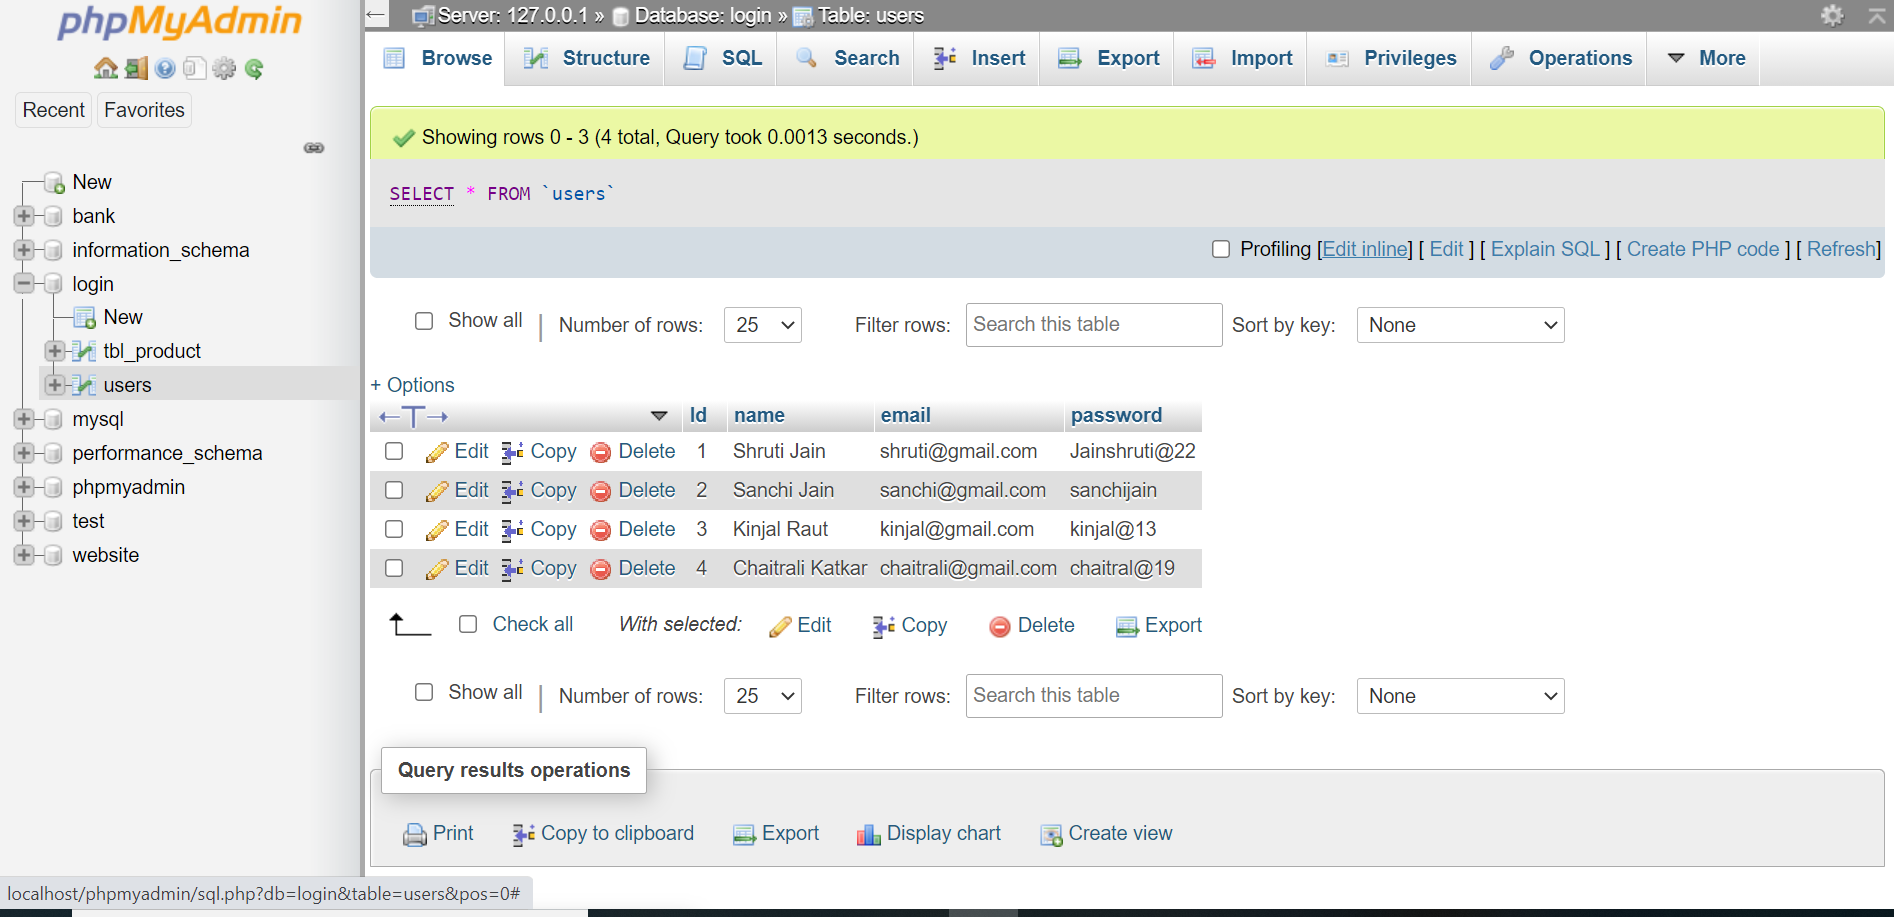 phpMyAdmin
Recent Favorites
New
bank
information_schema
login
New
tbl_product
users
mysql
performance_schema
phpmyadmin
test
website
Server: 127.0.0.1 » Database: login » Table: users
Browse Structure SQL Search Insert Export Import Privileges Operations More
Showing rows 0 - 3 (4 total, Query took 0.0013 seconds.)
SELECT * FROM `users`
Profiling [Edit inline] [ Edit ] [ Explain SQL ] [ Create PHP code ] [ Refresh]
Show all | Number of rows: 25 Filter rows: Search this table Sort by key: None
+ Options
←T→ Id name email password
Edit Copy Delete 1 Shruti Jain shruti@gmail.com Jainshruti@22
Edit Copy Delete 2 Sanchi Jain sanchi@gmail.com sanchijain
Edit Copy Delete 3 Kinjal Raut kinjal@gmail.com kinjal@13
Edit Copy Delete 4 Chaitrali Katkar chaitrali@gmail.com chaitral@19
Check all With selected: Edit Copy Delete Export
Show all | Number of rows: 25 Filter rows: Search this table Sort by key: None
Query results operations
Print Copy to clipboard Export Display chart Create view
localhost/phpmyadmin/sql.php?db=login&table=users&pos=0#